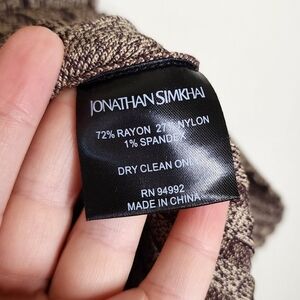 JONATHAN SIMKHAI
72% RAYON 27% NYLON
1% SPANDEX
DRY CLEAN ONLY
RN 94992
MADE IN CHINA